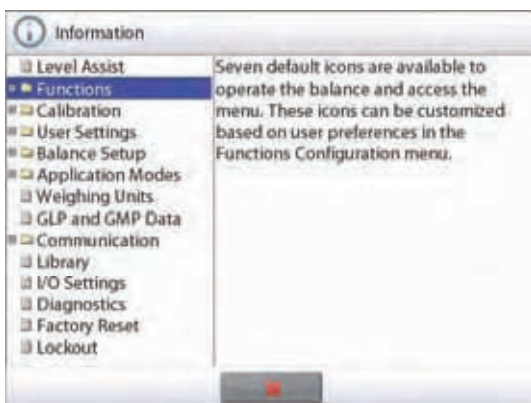 Information
Level Assist
Functions
Calibration
User Settings
Balance Setup
Application Modes
Weighing Units
GLP and GMP Data
Communication
Library
I/O Settings
Diagnostics
Factory Reset
Lockout
Seven default icons are available to
operate the balance and access the
menu. These icons can be customized
based on user preferences in the
Functions Configuration menu.